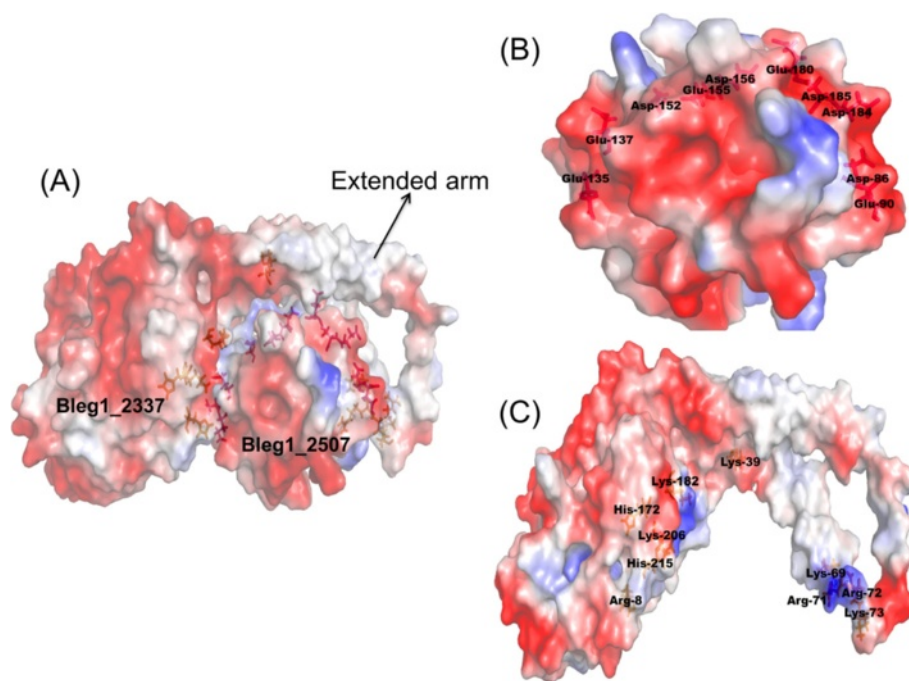 (A)
Extended arm
Bleg1_2337
Bleg1_2507
(B)
Glu-180
Asp-156
Glu-155
Asp-185
Asp-152
Asp-184
Glu-137
Glu-135
Asp-86
Glu-90
(C)
Lys-39
Lys-182
His-172
Lys-206
His-215
Arg-8
Lys-69
Arg-71
Arg-72
Lys-73